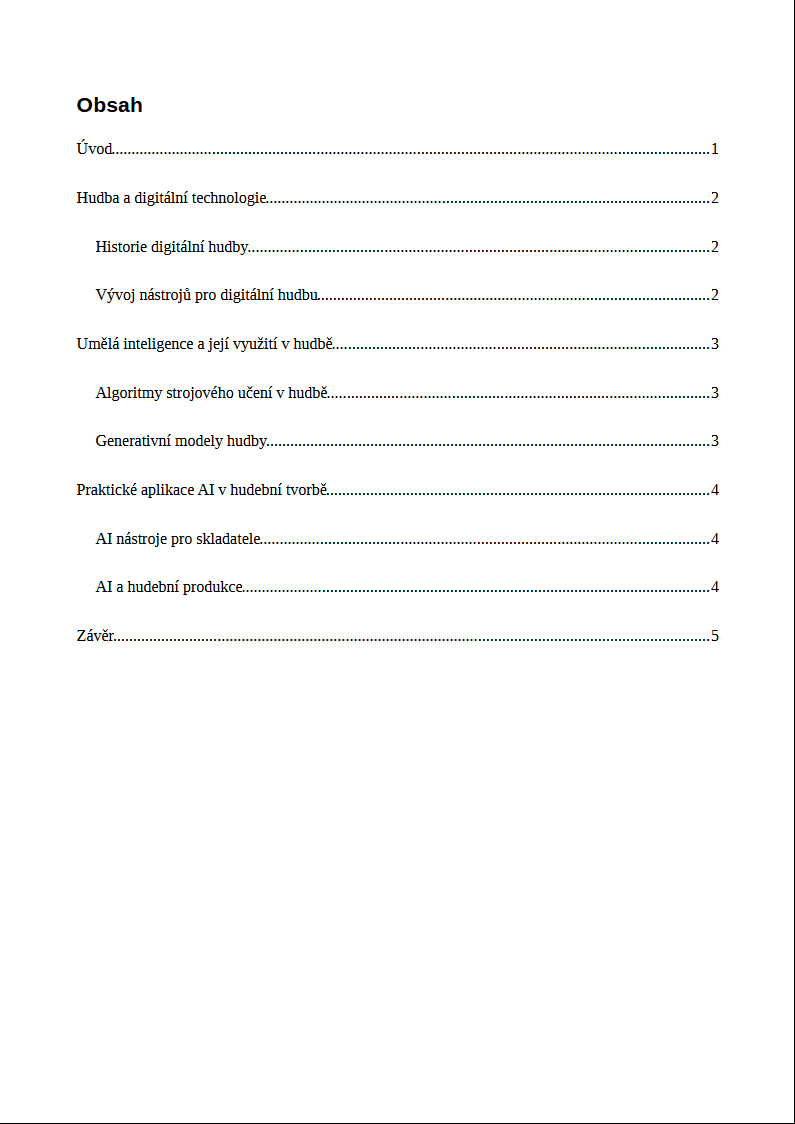 Obsah
Úvod.....................................................................................................................................................1
Hudba a digitální technologie..............................................................................................................2
Historie digitální hudby...................................................................................................................2
Vývoj nástrojů pro digitální hudbu..................................................................................................2
Umělá inteligence a její využití v hudbě..............................................................................................3
Algoritmy strojového učení v hudbě................................................................................................3
Generativní modely hudby..............................................................................................................3
Praktické aplikace AI v hudební tvorbě...............................................................................................4
AI nástroje pro skladatele................................................................................................................4
AI a hudební produkce....................................................................................................................4
Závěr....................................................................................................................................................5